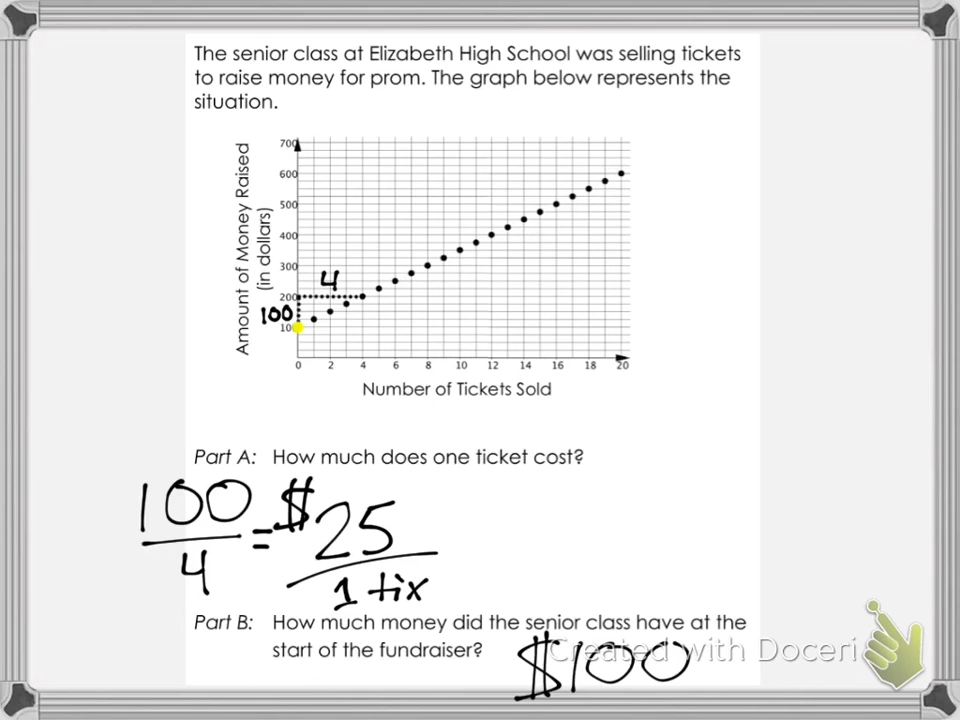 The senior class at Elizabeth High School was selling tickets
to raise money for prom. The graph below represents the
situation.
Amount of Money Raised
(in dollars)
700
600
500
400
300
4
200
100
10
0 2 4 6 8 10 12 14 16 18 20
Number of Tickets Sold
Part A: How much does one ticket cost?
100
4
= $25
1 tix
Part B: How much money did the senior class have at the
start of the fundraiser?
$100
Created with Doceri